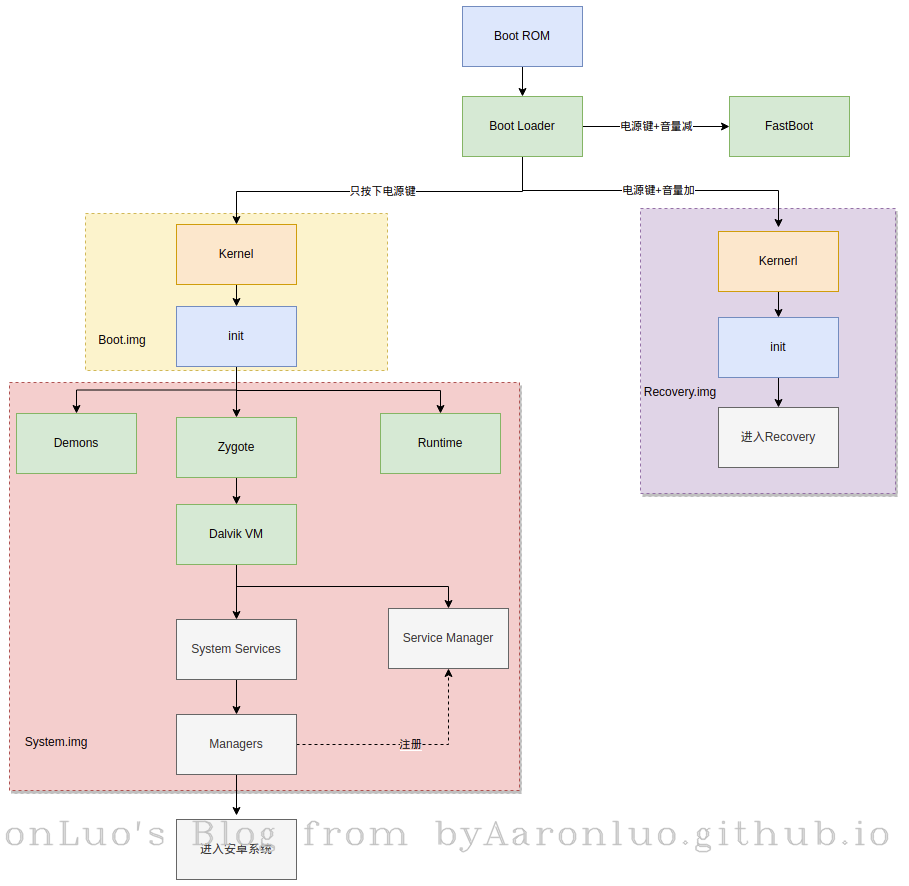 Boot ROM
Boot Loader
电源键+音量减
FastBoot
只按下电源键
电源键+音量加
Kernel
init
Boot.img
Kernerl
init
Recovery.img
进入Recovery
Demons
Zygote
Runtime
Dalvik VM
System Services
Service Manager
Managers
注册
System.img
进入安卓系统
onLuo's Blog from byAaronluo.github.io